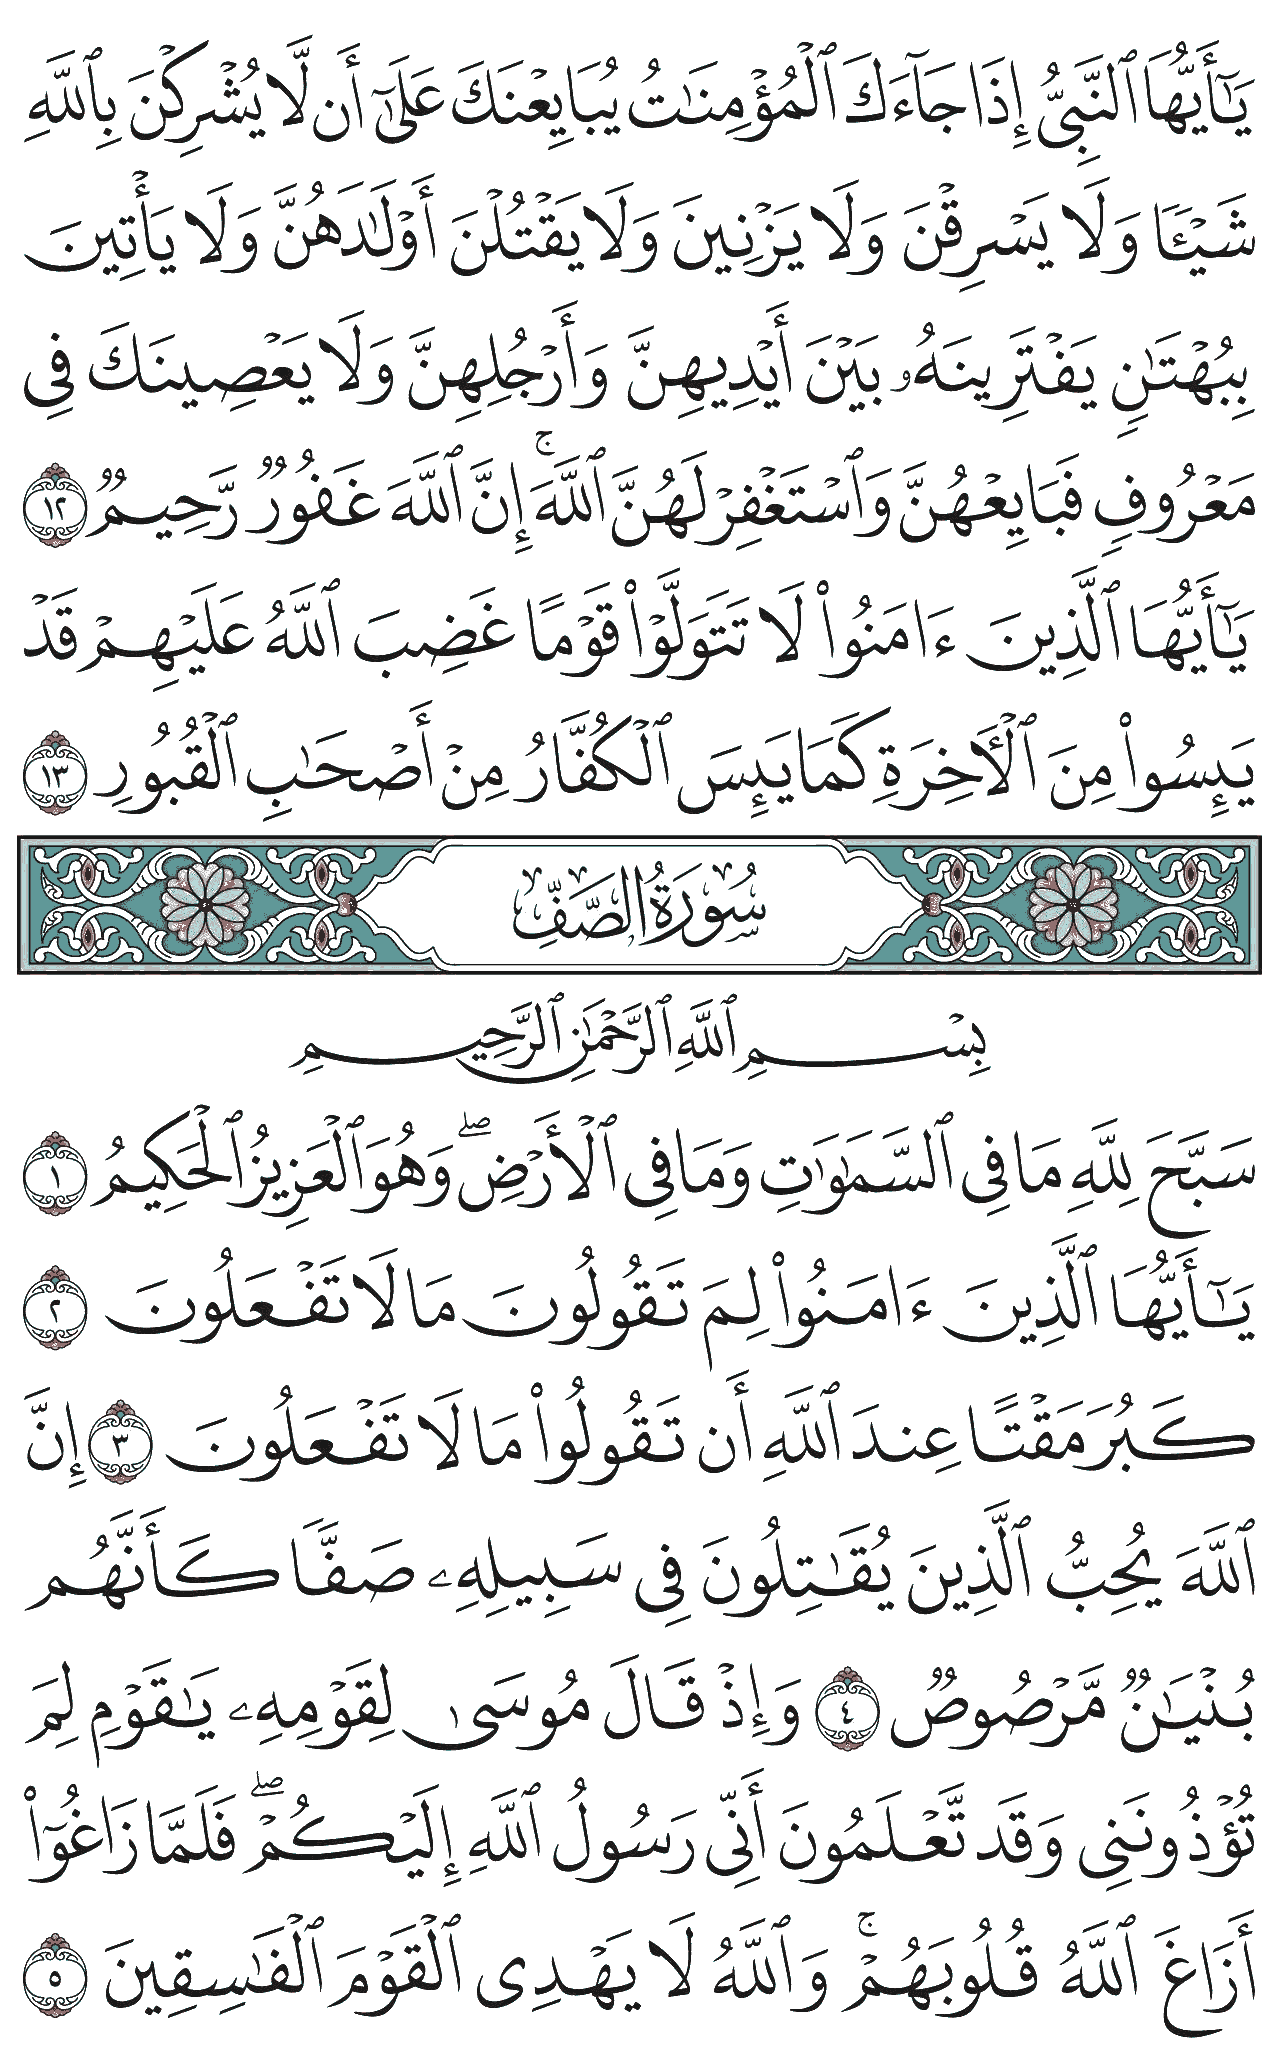 يَٰٓأَيُّهَا ٱلنَّبِيُّ إِذَا جَآءَكَ ٱلْمُؤْمِنَٰتُ يُبَايِعْنَكَ عَلَىٰٓ أَن لَّا يُشْرِكْنَ بِٱللَّهِ
شَيْـًٔا وَلَا يَسْرِقْنَ وَلَا يَزْنِينَ وَلَا يَقْتُلْنَ أَوْلَٰدَهُنَّ وَلَا يَأْتِينَ
بِبُهْتَٰنٍ يَفْتَرِينَهُۥ بَيْنَ أَيْدِيهِنَّ وَأَرْجُلِهِنَّ وَلَا يَعْصِينَكَ فِى
مَعْرُوفٍ فَبَايِعْهُنَّ وَٱسْتَغْفِرْ لَهُنَّ ٱللَّهَ ۚ إِنَّ ٱللَّهَ غَفُورٌ رَّحِيمٌ ١٢
يَٰٓأَيُّهَا ٱلَّذِينَ ءَامَنُوا۟ لَا تَتَوَلَّوْا۟ قَوْمًا غَضِبَ ٱللَّهُ عَلَيْهِمْ قَدْ
يَئِسُوا۟ مِنَ ٱلْءَاخِرَةِ كَمَا يَئِسَ ٱلْكُفَّارُ مِنْ أَصْحَٰبِ ٱلْقُبُورِ ١٣
سُورَةُ الصَّفِّ
بِسْمِ ٱللَّهِ ٱلرَّحْمَٰنِ ٱلرَّحِيمِ
سَبَّحَ لِلَّهِ مَا فِى ٱلسَّمَٰوَٰتِ وَمَا فِى ٱلْأَرْضِ ۖ وَهُوَ ٱلْعَزِيزُ ٱلْحَكِيمُ ١
يَٰٓأَيُّهَا ٱلَّذِينَ ءَامَنُوا۟ لِمَ تَقُولُونَ مَا لَا تَفْعَلُونَ ٢
كَبُرَ مَقْتًا عِندَ ٱللَّهِ أَن تَقُولُوا۟ مَا لَا تَفْعَلُونَ ٣ إِنَّ
ٱللَّهَ يُحِبُّ ٱلَّذِينَ يُقَٰتِلُونَ فِى سَبِيلِهِۦ صَفًّا كَأَنَّهُم
بُنْيَٰنٌ مَّرْصُوصٌ ٤ وَإِذْ قَالَ مُوسَىٰ لِقَوْمِهِۦ يَٰقَوْمِ لِمَ
تُؤْذُونَنِى وَقَد تَّعْلَمُونَ أَنِّى رَسُولُ ٱللَّهِ إِلَيْكُمْ ۖ فَلَمَّا زَاغُوٓا۟
أَزَاغَ ٱللَّهُ قُلُوبَهُمْ ۚ وَٱللَّهُ لَا يَهْدِى ٱلْقَوْمَ ٱلْفَٰسِقِينَ ٥